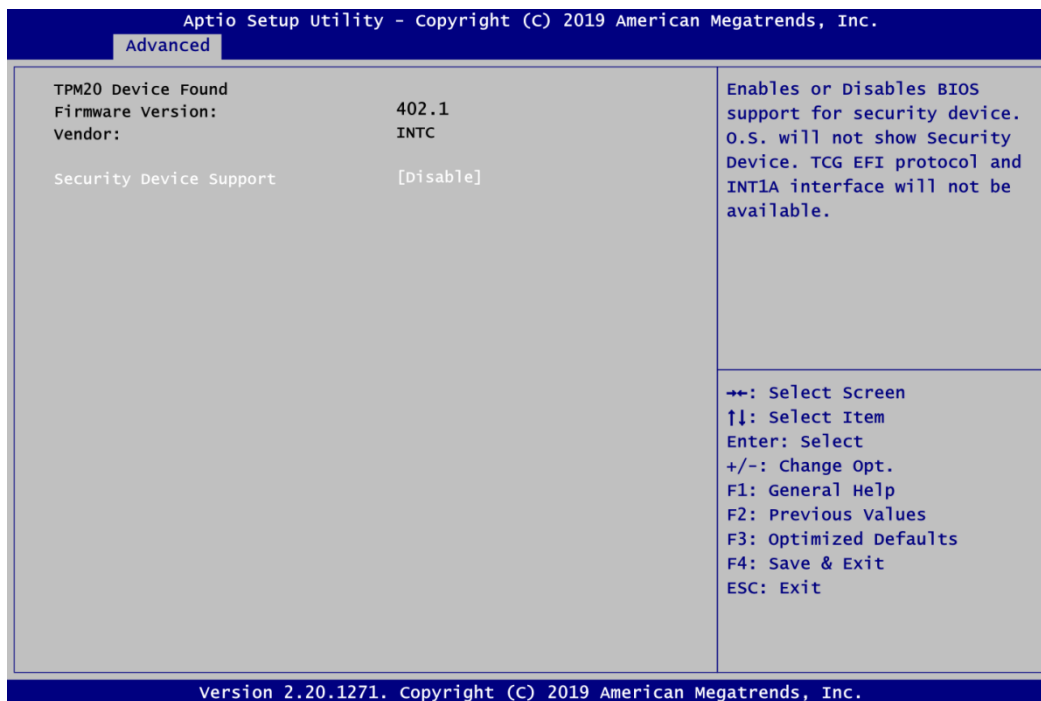 Aptio Setup Utility - Copyright (C) 2019 American Megatrends, Inc.
Advanced
TPM20 Device Found
Firmware Version: 402.1
Vendor: INTC
Security Device Support [Disable]
Enables or Disables BIOS
support for security device.
O.S. will not show Security
Device. TCG EFI protocol and
INT1A interface will not be
available.
→←: Select Screen
↑↓: Select Item
Enter: Select
+/-: Change Opt.
F1: General Help
F2: Previous Values
F3: Optimized Defaults
F4: Save & Exit
ESC: Exit
Version 2.20.1271. Copyright (C) 2019 American Megatrends, Inc.